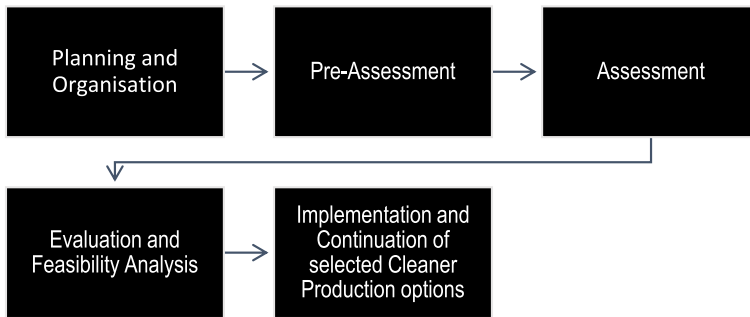 Planning and
Organisation
Pre-Assessment
Assessment
Evaluation and
Feasibility Analysis
Implementation and
Continuation of
selected Cleaner
Production options